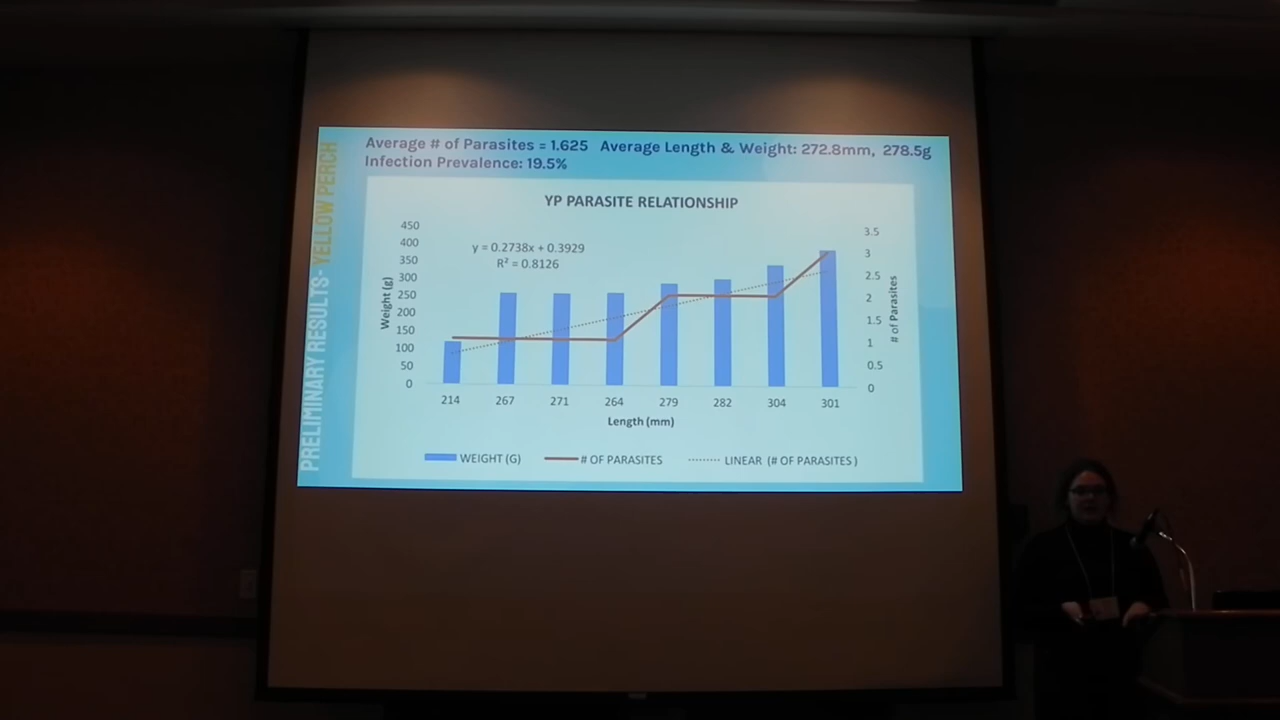 PRELIMINARY RESULTS- YELLOW PERCH
Average # of Parasites = 1.625 Average Length & Weight: 272.8mm, 278.5g
Infection Prevalence: 19.5%
YP PARASITE RELATIONSHIP
y = 0.2738x + 0.3929
R² = 0.8126
Weight (g)
450
400
350
300
250
200
150
100
50
0
3.5
3
2.5
2
1.5
1
0.5
0
# of Parasites
214 267 271 264 279 282 304 301
Length (mm)
WEIGHT (G) # OF PARASITES LINEAR (# OF PARASITES)